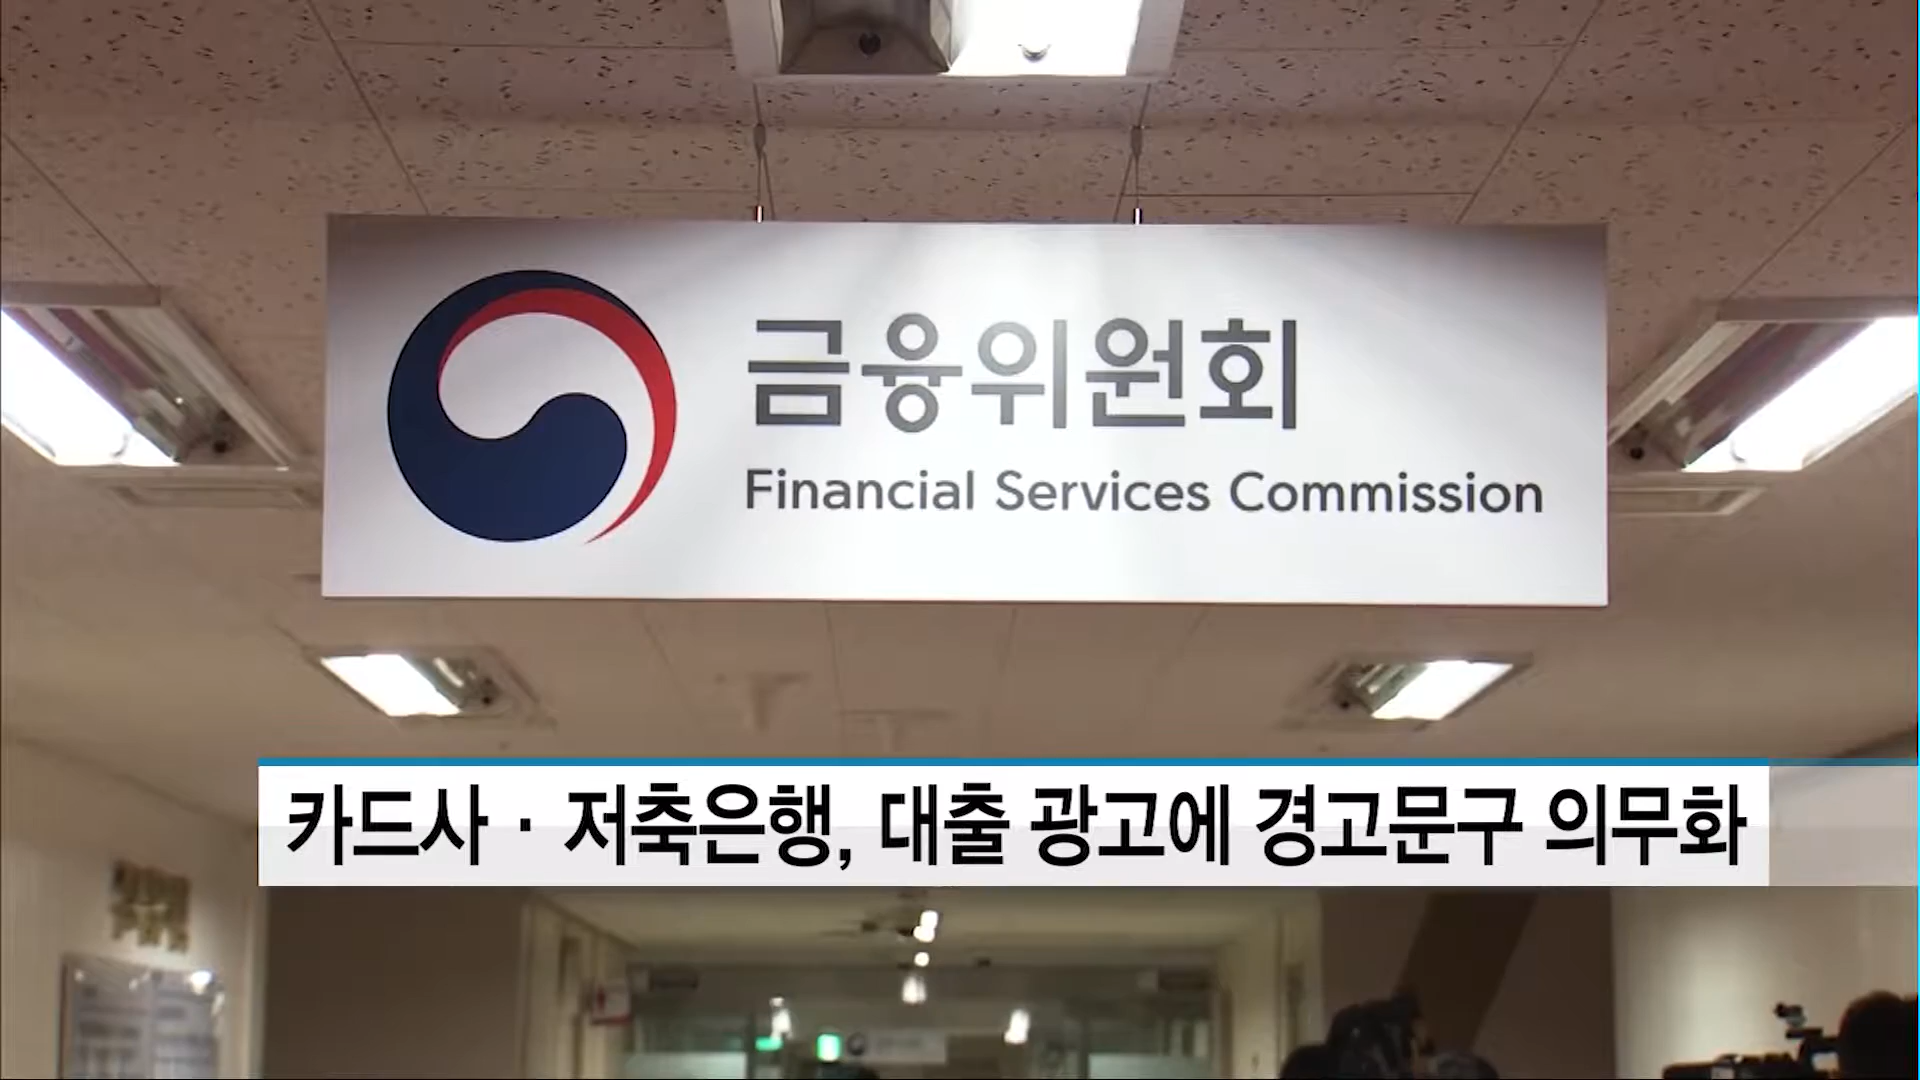 금융위원회
Financial Services Commission
카드사 · 저축은행, 대출 광고에 경고문구 의무화